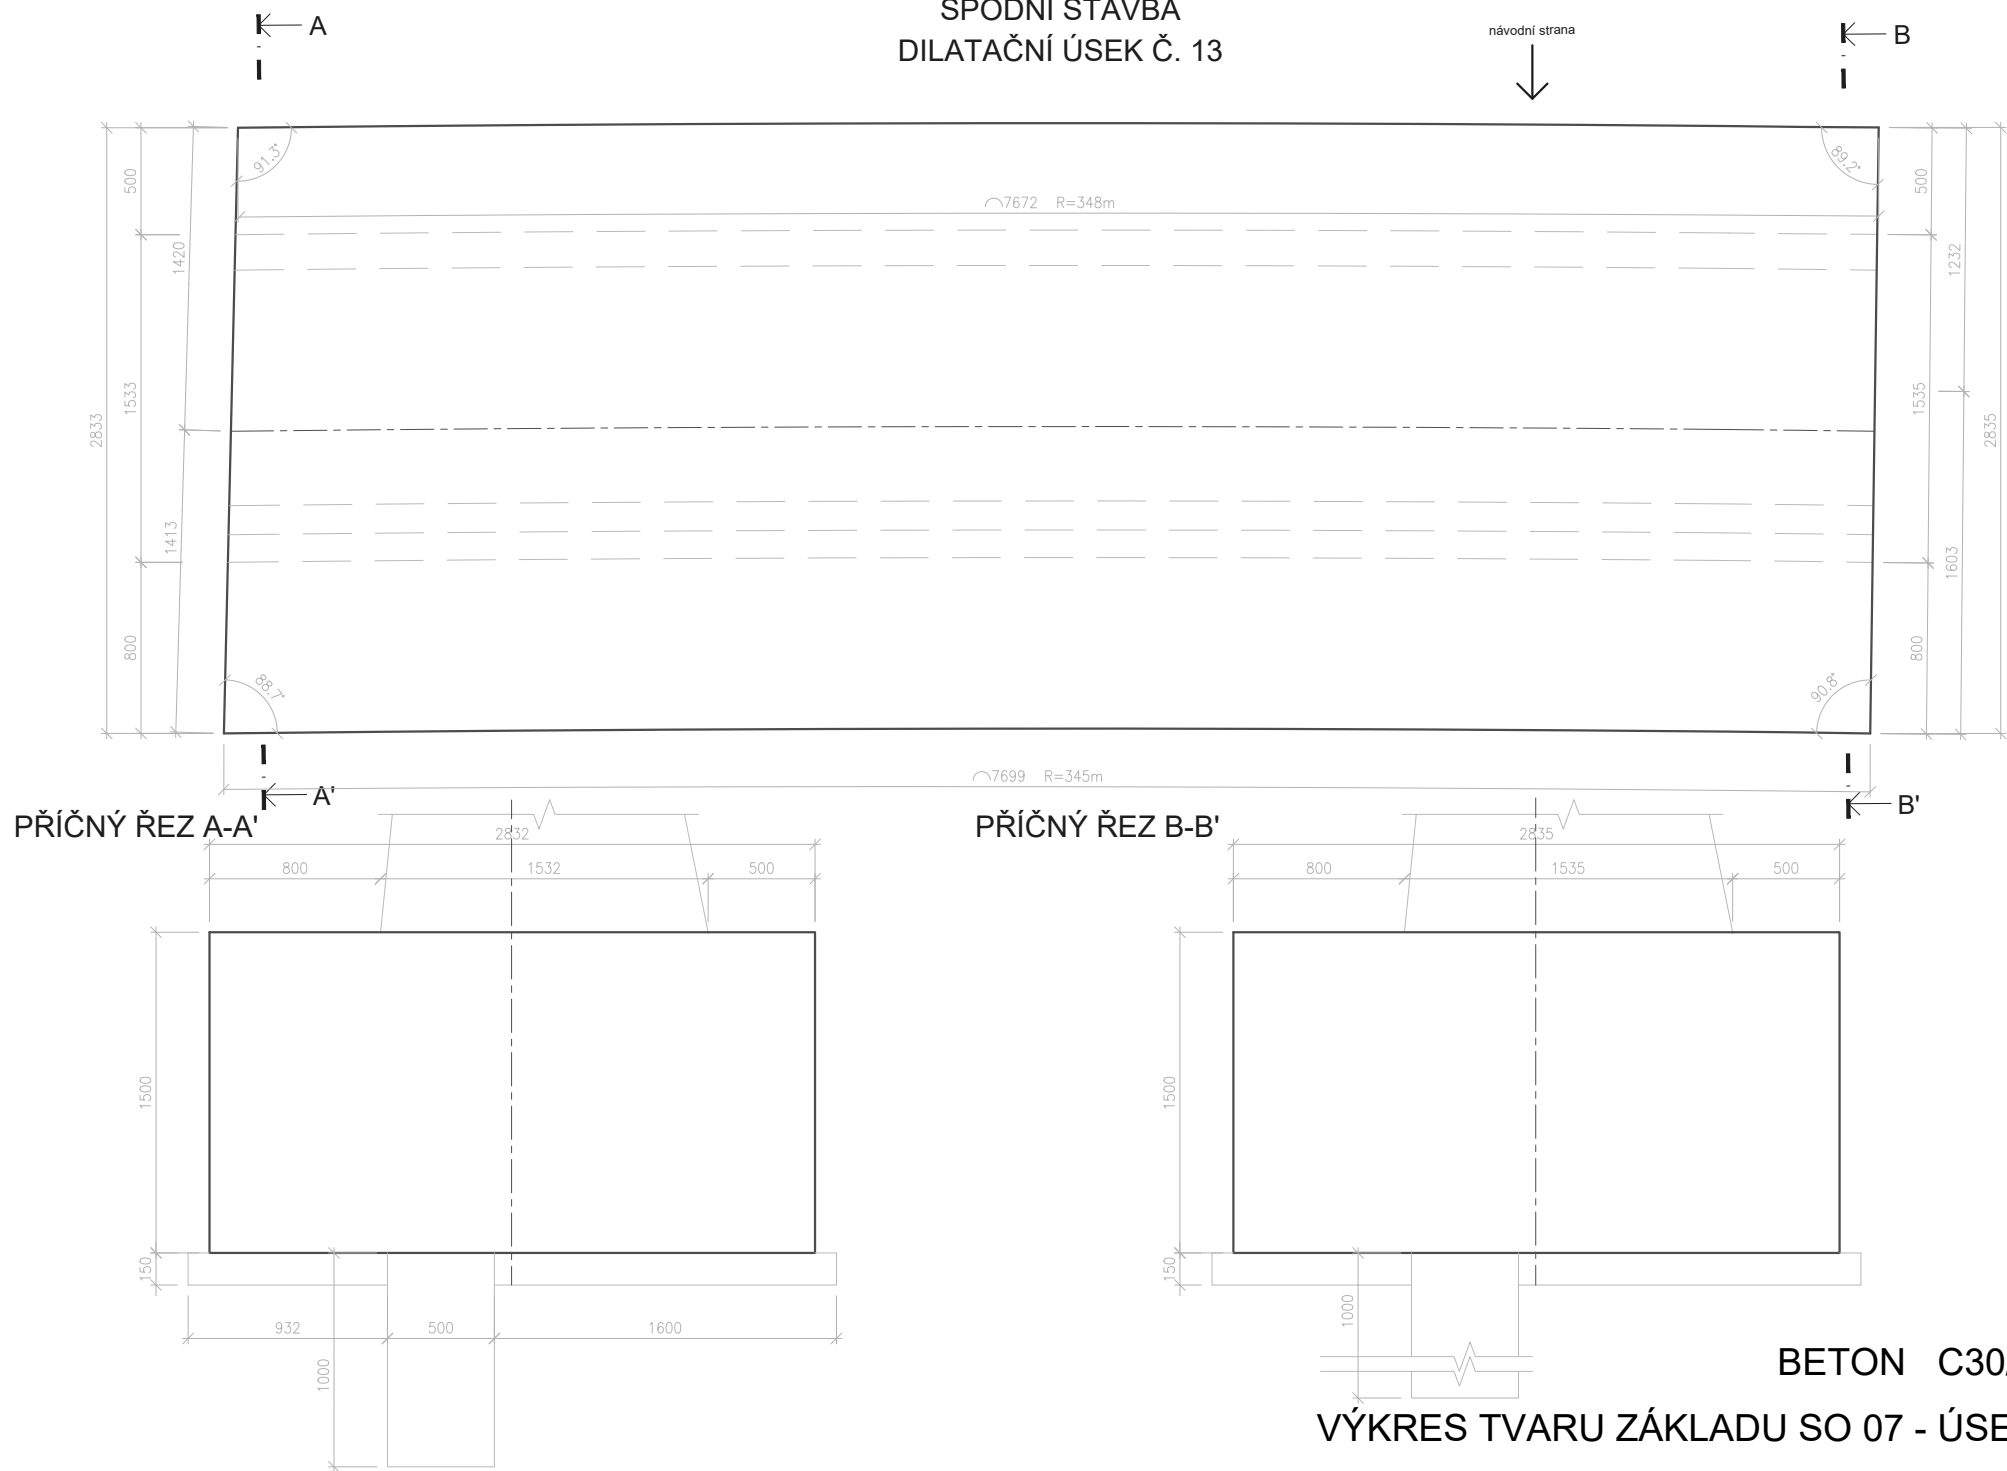 SPODNÍ STAVBA
DILATAČNÍ ÚSEK Č. 13
návodní strana
A
B
91.3°
89.2°
7672 R=348m
500
1420
1533
2833
1413
800
500
1232
1535
2835
1603
800
88.7°
90.8°
7699 R=345m
A'
B'
PŘÍČNÝ ŘEZ A-A'
2832
800
1532
500
1500
150
932
500
1600
1000
PŘÍČNÝ ŘEZ B-B'
2835
800
1535
500
1500
150
1000
BETON C30
VÝKRES TVARU ZÁKLADU SO 07 - ÚSE